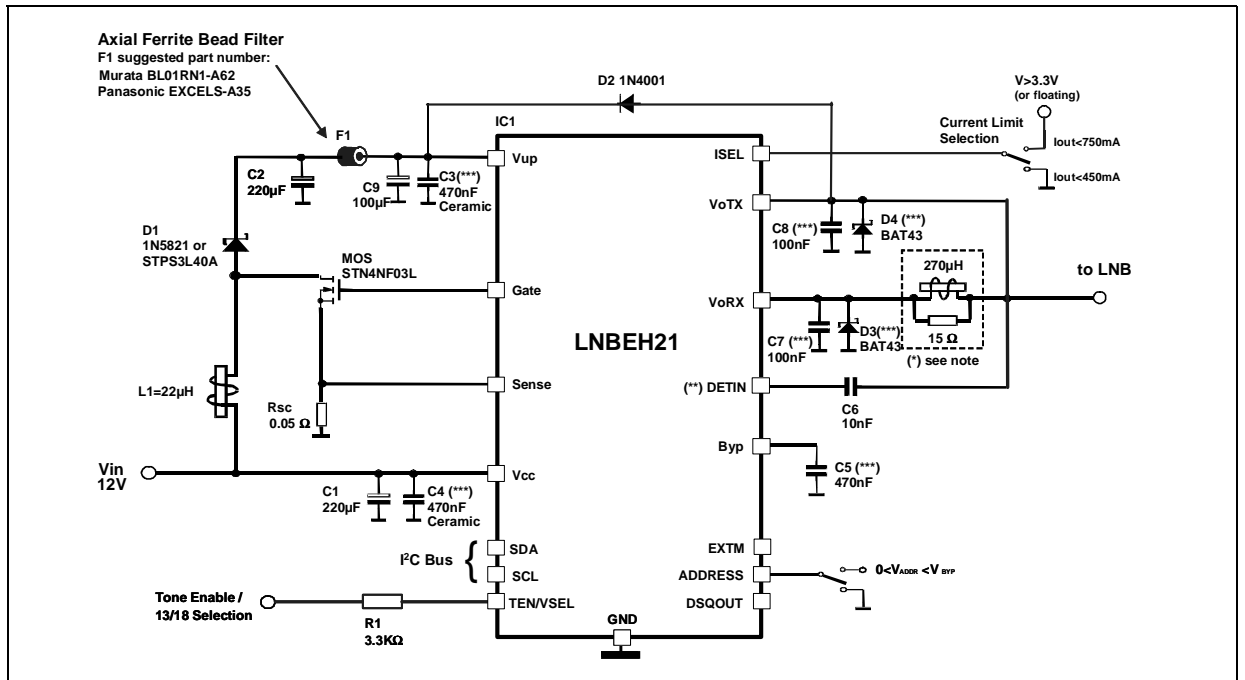 Axial Ferrite Bead Filter
F1 suggested part number:
Murata BL01RN1-A62
Panasonic EXCELS-A35
D2 1N4001
V>3.3V
(or floating)
Current Limit
Selection
Iout<750mA
Iout<450mA
IC1
F1
Vup
ISEL
C2
220µF
C9
100µF
C3(***)
470nF
Ceramic
VoTX
C8 (***)
100nF
D4 (***)
BAT43
D1
1N5821 or
STPS3L40A
MOS
STN4NF03L
270µH
to LNB
Gate
VoRX
LNBEH21
C7 (***)
100nF
D3(***)
BAT43
15 Ω
(*) see note
L1=22µH
Sense
(**) DETIN
Rsc
0.05 Ω
C6
10nF
Byp
Vin
12V
Vcc
C5 (***)
470nF
C1
220µF
C4 (***)
470nF
Ceramic
I²C Bus
{
SDA
SCL
EXTM
ADDRESS
0<VADDR <V BYP
Tone Enable /
13/18 Selection
TEN/VSEL
DSQOUT
R1
3.3KΩ
GND